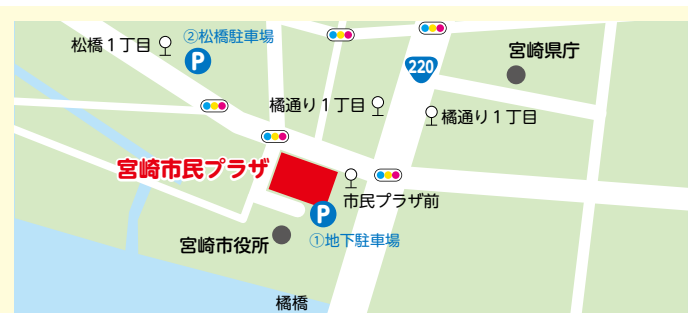 松橋1丁目
②松橋駐車場
P
220
宮崎県庁
橘通り1丁目
橘通り1丁目
宮崎市民プラザ
市民プラザ前
P
宮崎市役所
①地下駐車場
橘橋